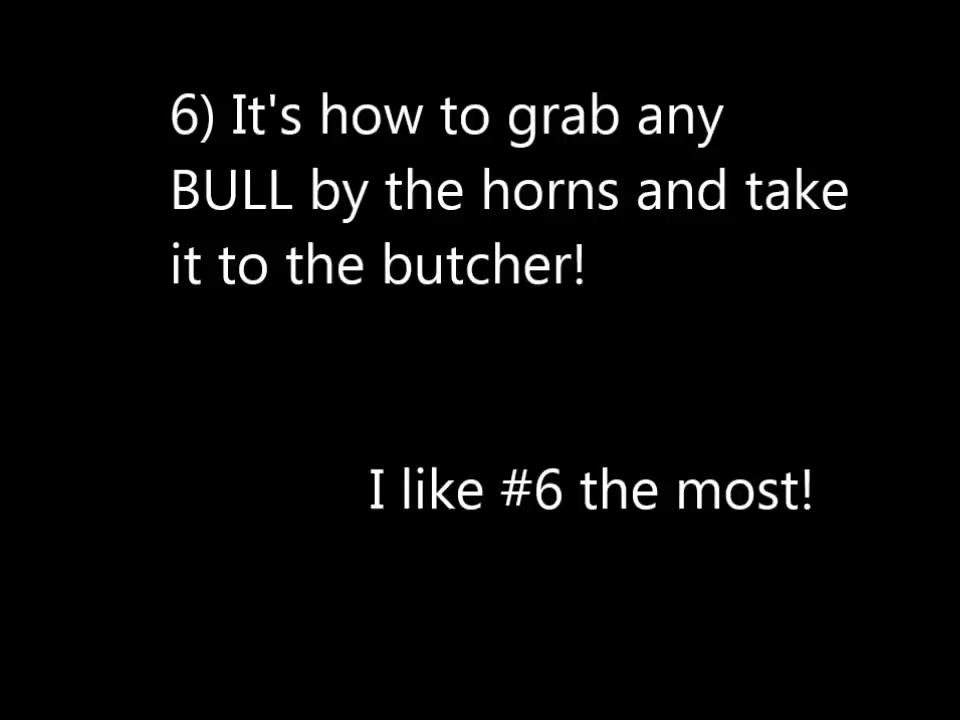 6) It's how to grab any
BULL by the horns and take
it to the butcher!
I like #6 the most!